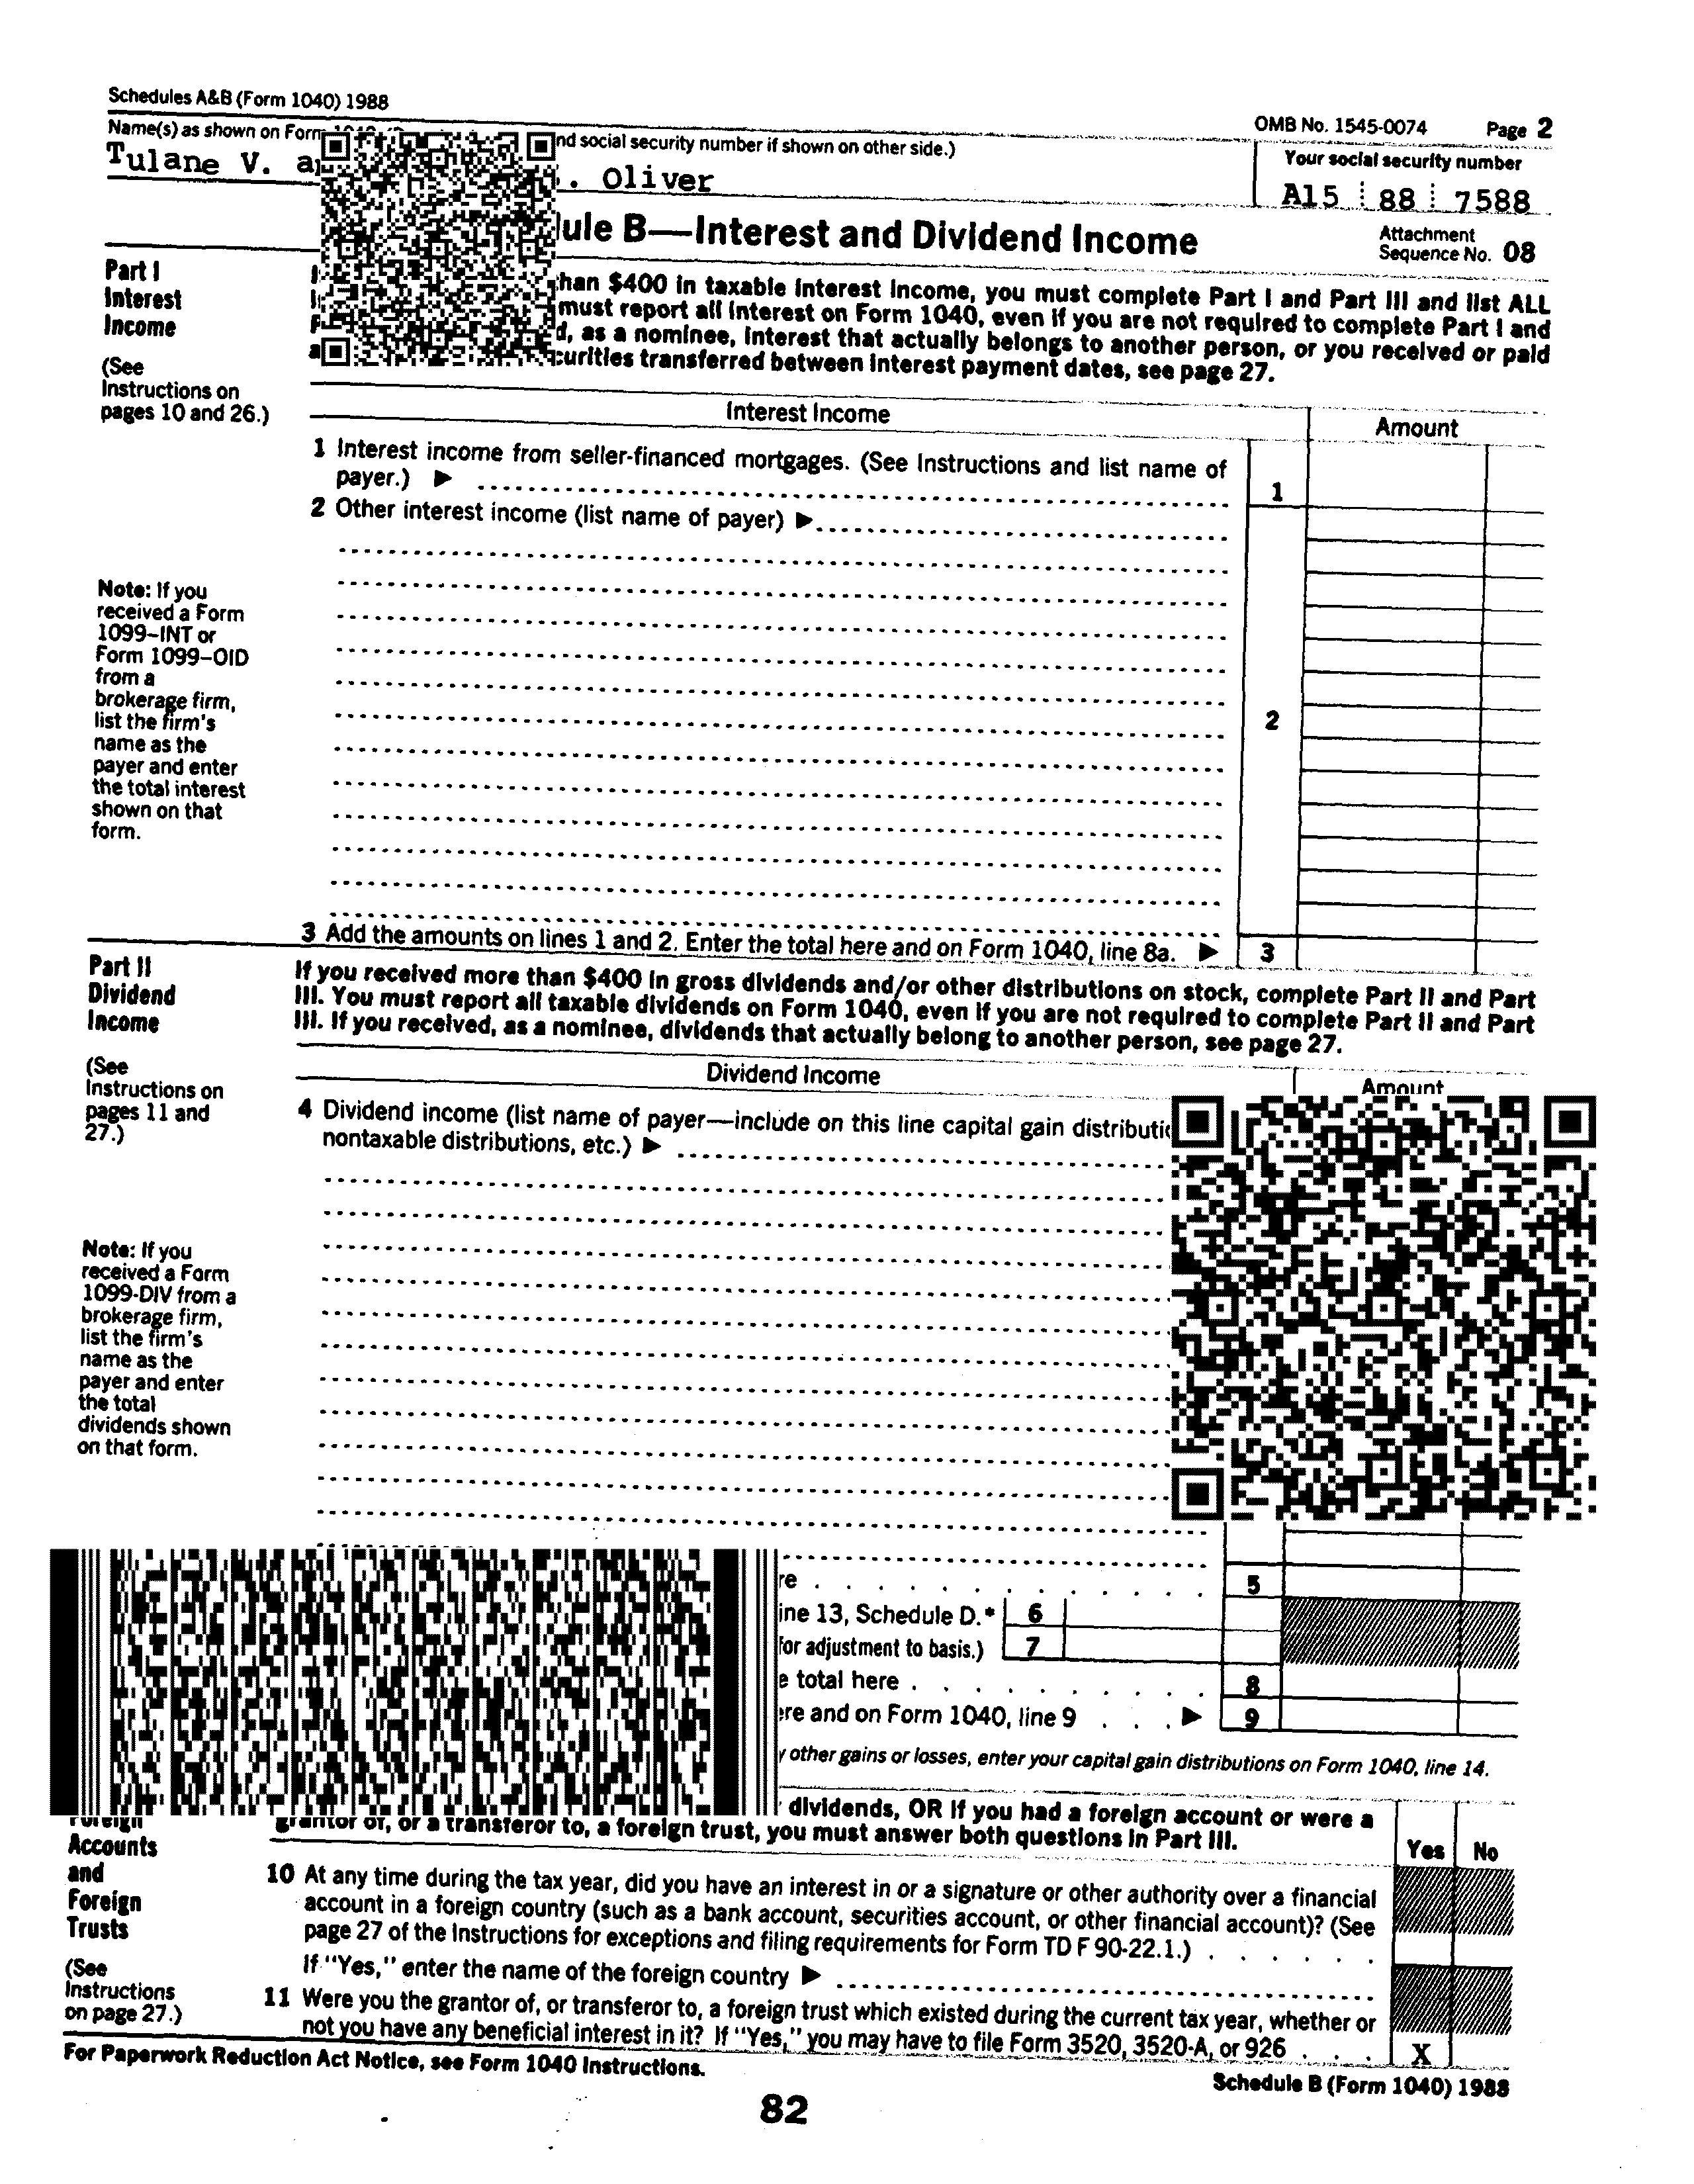 Schedules A&B (Form 1040) 1988
OMB No. 1545-0074 Page 2
Name(s) as shown on Form nd social security number if shown on other side.)
Your social security number
Tulane V. . Oliver
A15 88 7588
ule B—Interest and Dividend Income
Attachment
Sequence No. 08
Part I
Interest
Income
(See
Instructions on
pages 10 and 26.)
than $400 in taxable interest income, you must complete Part I and Part III and list ALL
must report all interest on Form 1040, even if you are not required to complete Part I and
d, as a nominee, interest that actually belongs to another person, or you received or paid
curities transferred between interest payment dates, see page 27.
Interest Income
Amount
1 Interest income from seller-financed mortgages. (See Instructions and list name of
payer.) ▶ 1
2 Other interest income (list name of payer) ▶
Note: If you
received a Form
1099–INT or
Form 1099–OID
from a
brokerage firm,
list the firm's
name as the
payer and enter
the total interest
shown on that
form.
2
3 Add the amounts on lines 1 and 2. Enter the total here and on Form 1040, line 8a. ▶ 3
Part II
Dividend
Income
(See
Instructions on
pages 11 and
27.)
If you received more than $400 in gross dividends and/or other distributions on stock, complete Part II and Part
III. You must report all taxable dividends on Form 1040, even if you are not required to complete Part II and Part
III. If you received, as a nominee, dividends that actually belong to another person, see page 27.
Dividend Income
Amount
4 Dividend income (list name of payer—include on this line capital gain distributio
nontaxable distributions, etc.) ▶
Note: If you
received a Form
1099-DIV from a
brokerage firm,
list the firm's
name as the
payer and enter
the total
dividends shown
on that form.
re . . . . . . . . . . . . . 5
ine 13, Schedule D.* 6
for adjustment to basis.) 7
e total here . . . . . . . . . . 8
ere and on Form 1040, line 9 . . . ▶ 9
y other gains or losses, enter your capital gain distributions on Form 1040, line 14.
Foreign
Accounts
and
Foreign
Trusts
(See
Instructions
on page 27.)
dividends, OR if you had a foreign account or were a
grantor of, or a transferor to, a foreign trust, you must answer both questions in Part III.
Yes No
10 At any time during the tax year, did you have an interest in or a signature or other authority over a financial
account in a foreign country (such as a bank account, securities account, or other financial account)? (See
page 27 of the Instructions for exceptions and filing requirements for Form TD F 90-22.1.) . . . . . .
If "Yes," enter the name of the foreign country ▶
11 Were you the grantor of, or transferor to, a foreign trust which existed during the current tax year, whether or
not you have any beneficial interest in it? If "Yes," you may have to file Form 3520, 3520-A, or 926 . . . X
For Paperwork Reduction Act Notice, see Form 1040 Instructions.
Schedule B (Form 1040) 1988
82